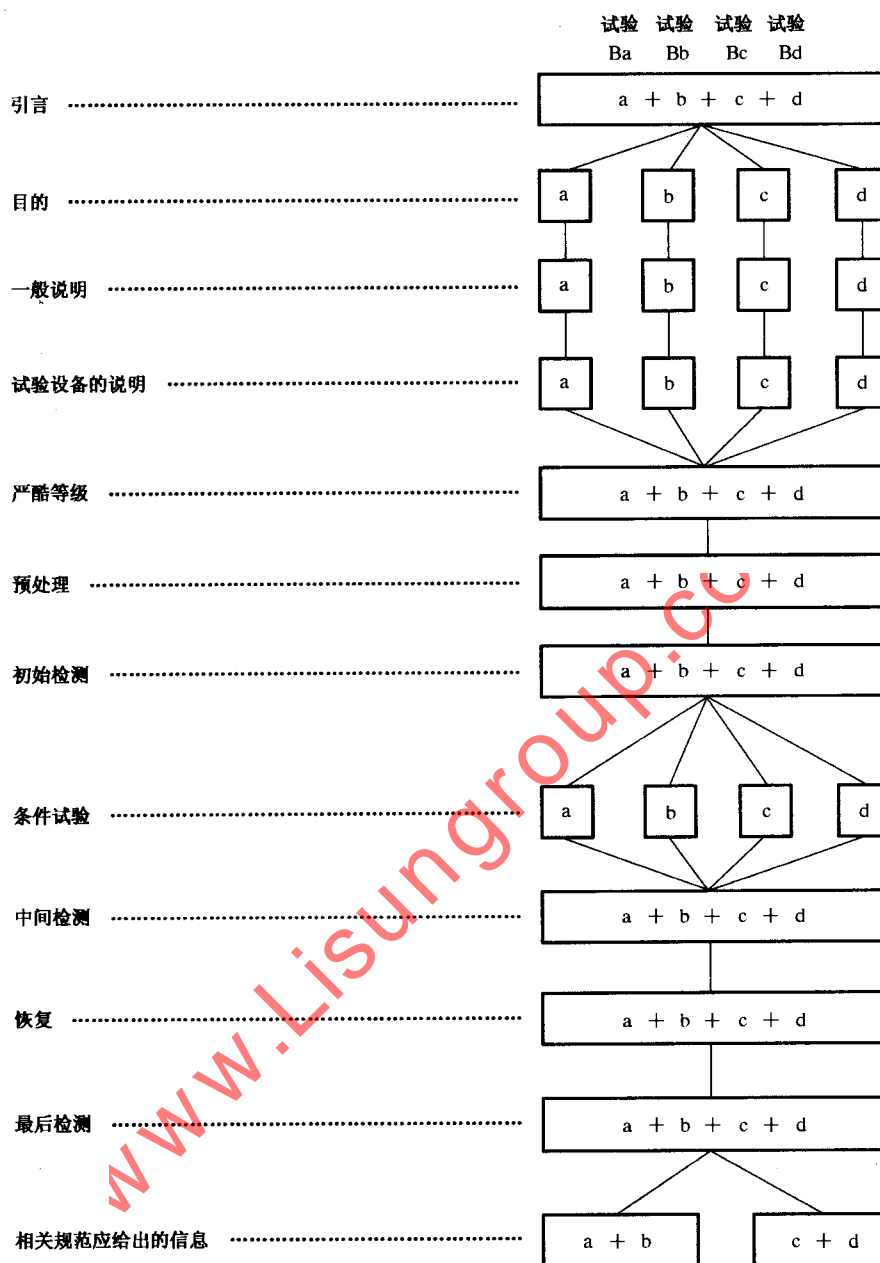 试验 试验 试验 试验
Ba Bb Bc Bd
引言 a + b + c + d
目的 a b c d
一般说明 a b c d
试验设备的说明 a b c d
严酷等级 a + b + c + d
预处理 a + b + c + d
初始检测 a + b + c + d
条件试验 a b c d
中间检测 a + b + c + d
恢复 a + b + c + d
最后检测 a + b + c + d
相关规范应给出的信息 a + b c + d
www.Lisungroup.cc